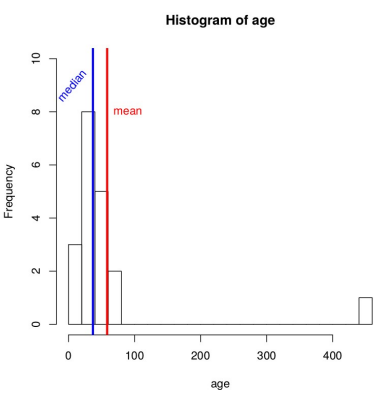 Histogram of age
10
8
6
4
2
0
Frequency
median
mean
0 100 200 300 400
age